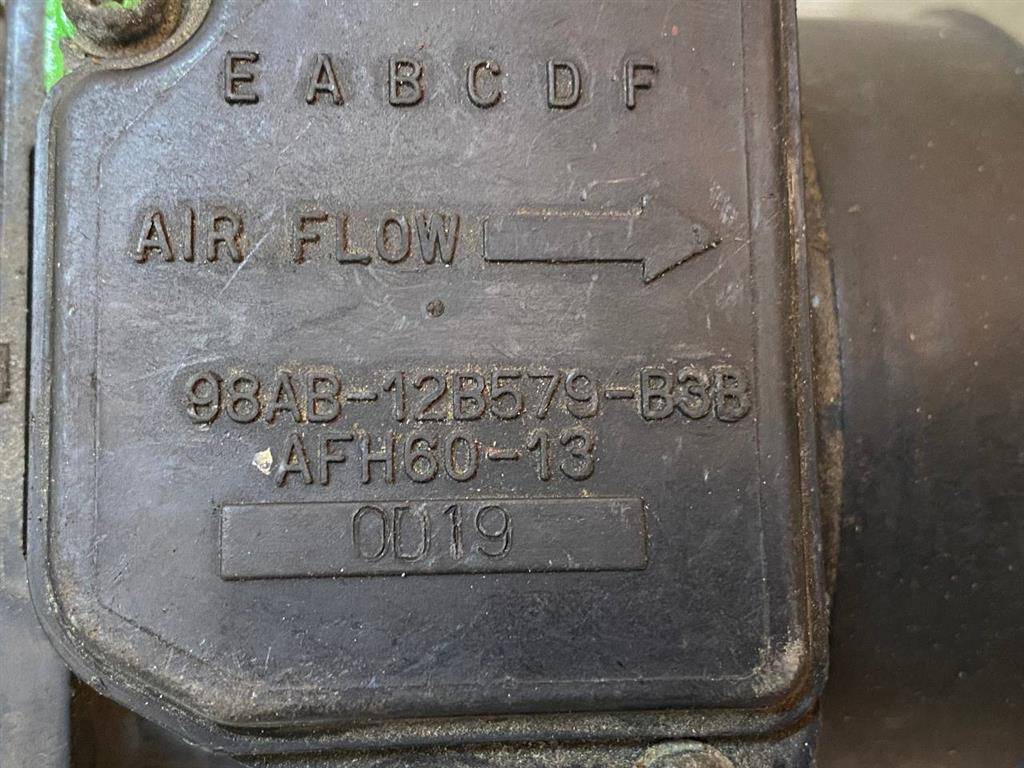 E A B C D F
AIR FLOW
98AB-12B579-B3B
AFH60-13
0D19